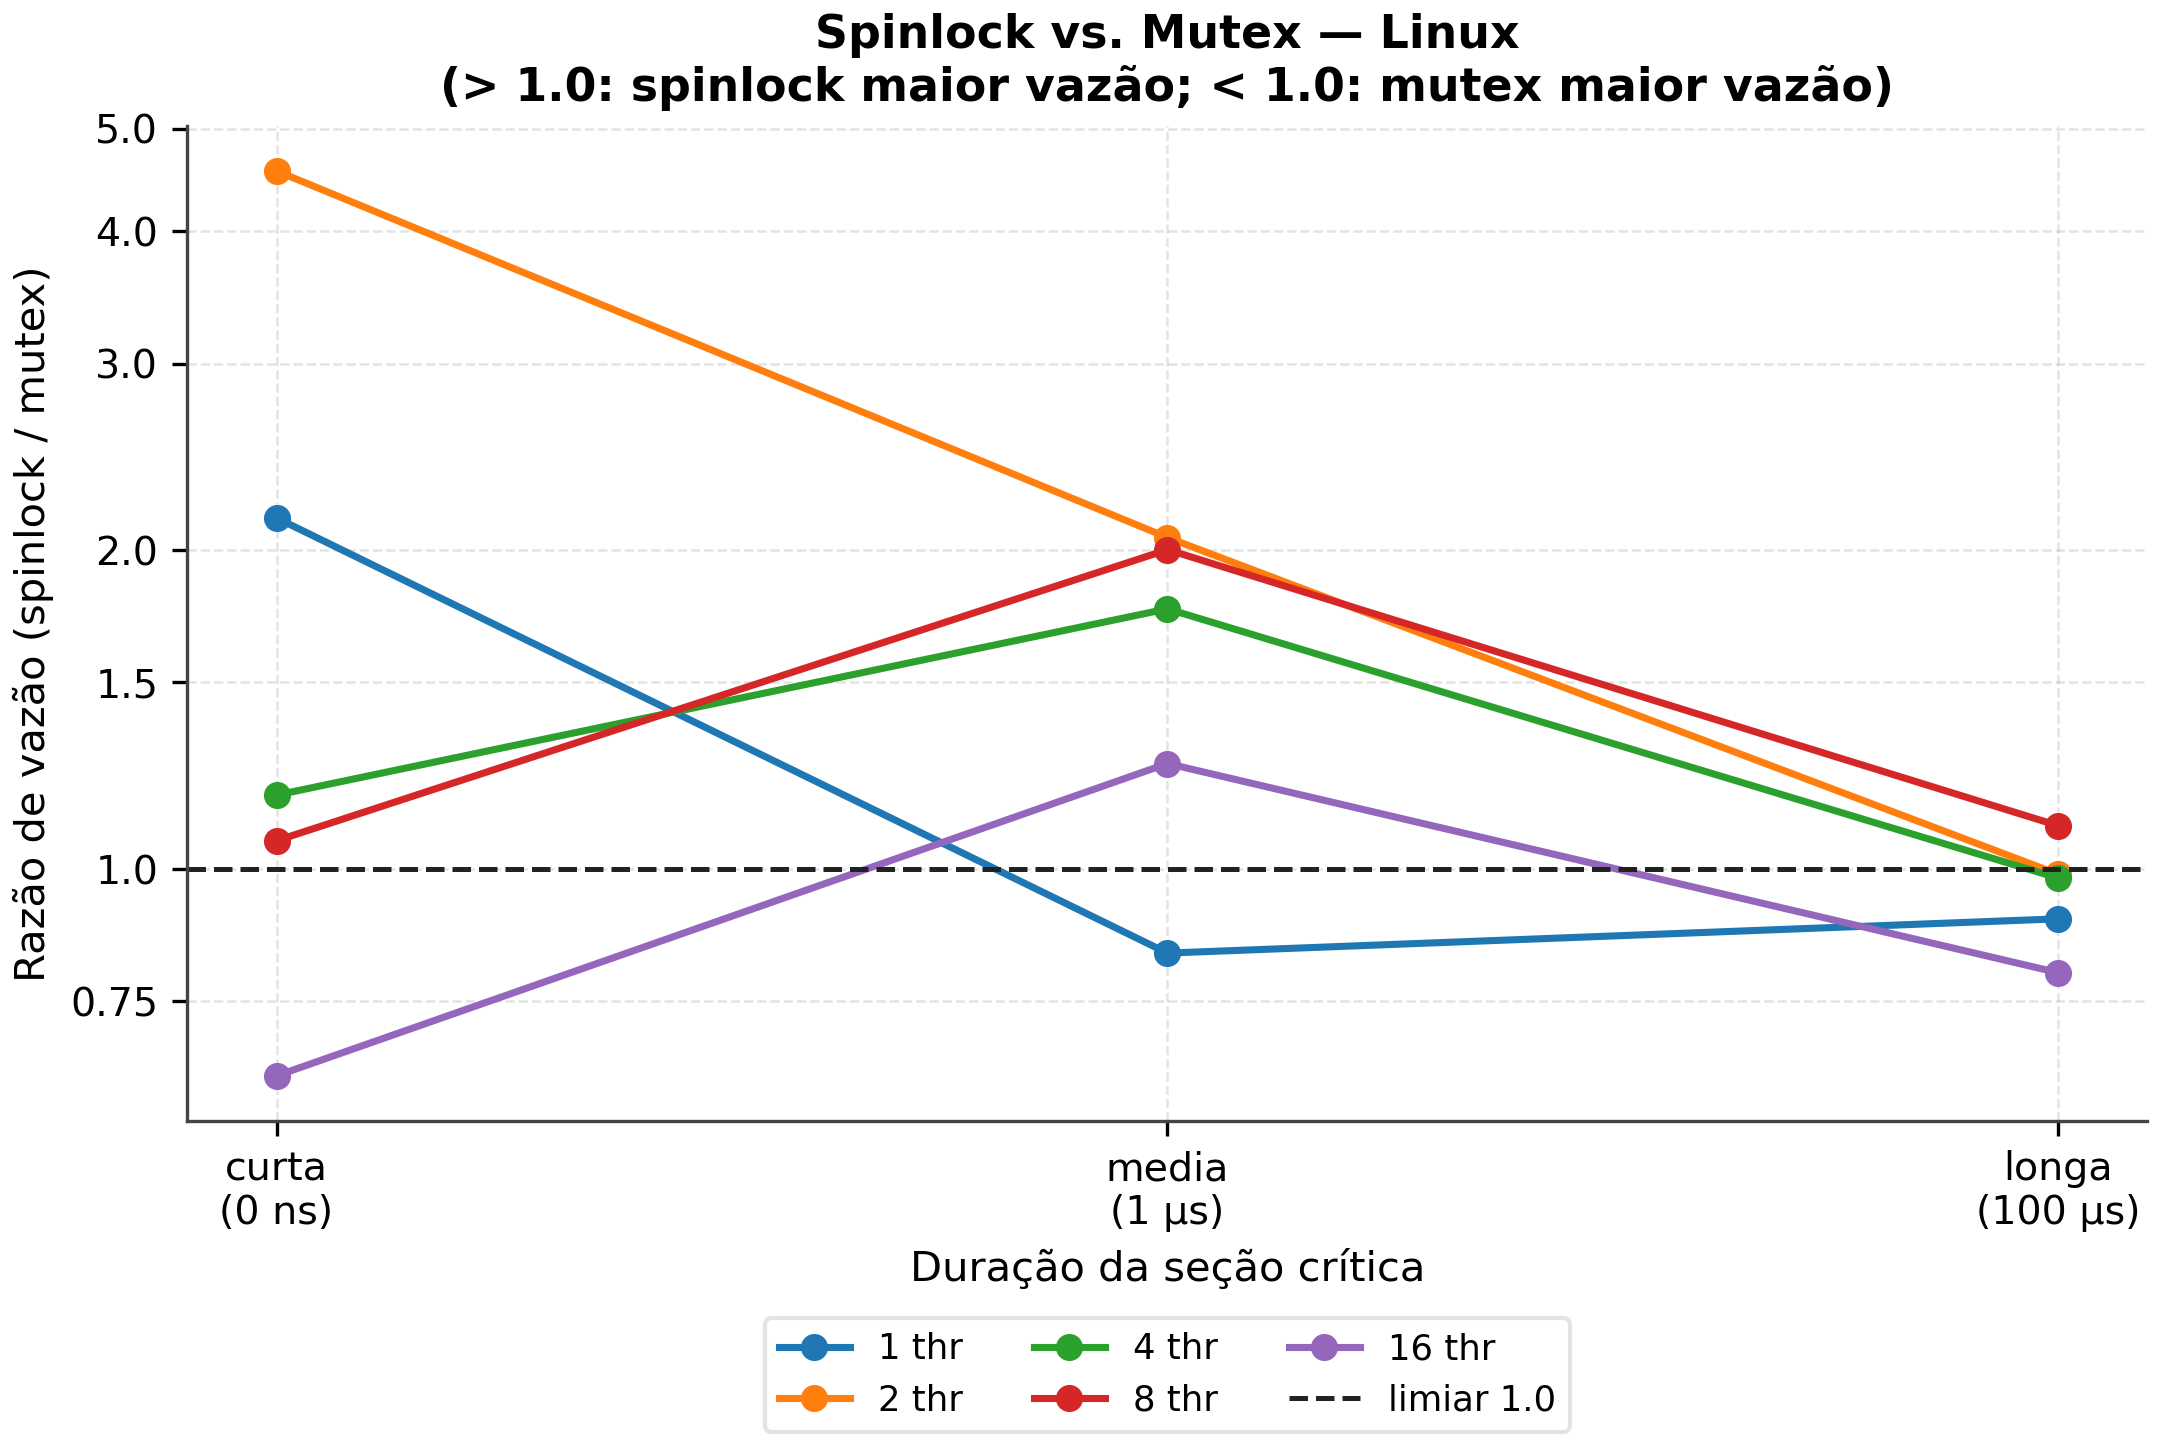 Spinlock vs. Mutex — Linux
(> 1.0: spinlock maior vazão; < 1.0: mutex maior vazão)
Razão de vazão (spinlock / mutex)
5.0
4.0
3.0
2.0
1.5
1.0
0.75
curta
(0 ns)
media
(1 µs)
longa
(100 µs)
Duração da seção crítica
1 thr
2 thr
4 thr
8 thr
16 thr
limiar 1.0